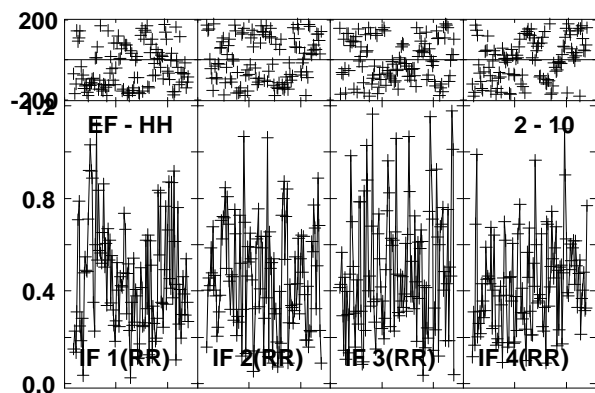 200
-200
1.2
EF - HH
2 - 10
0.8
0.4
IF 1(RR)
IF 2(RR)
IF 3(RR)
IF 4(RR)
0.0